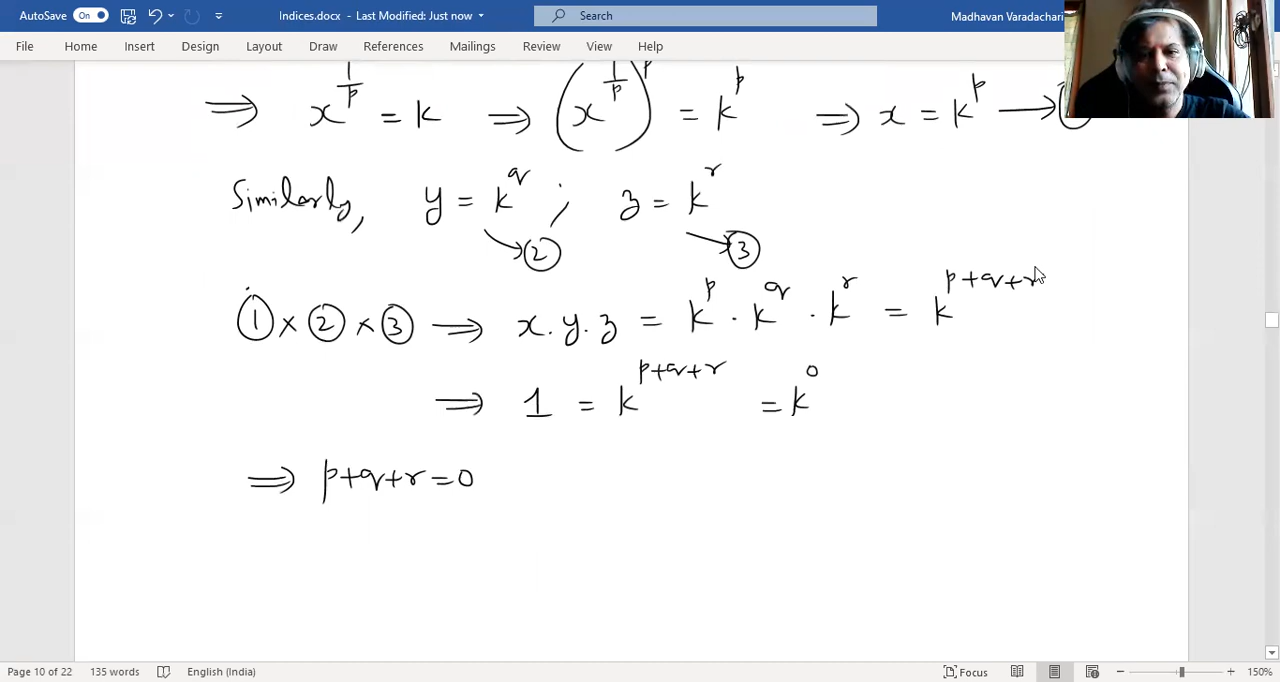 AutoSave On Indices.docx - Last Modified: Just now Search Madhavan Varadachari
File Home Insert Design Layout Draw References Mailings Review View Help
⟹ x^(1/p) = k ⟹ (x^(1/p))^p = k^p ⟹ x = k^p →
Similarly, y = k^q ; z = k^r
→ ② → ③
① × ② × ③ ⟹ x.y.z = k^p . k^q . k^r = k^(p+q+r)
⟹ 1 = k^(p+q+r) = k^0
⟹ p+q+r=0
Page 10 of 22 135 words English (India) Focus 150%